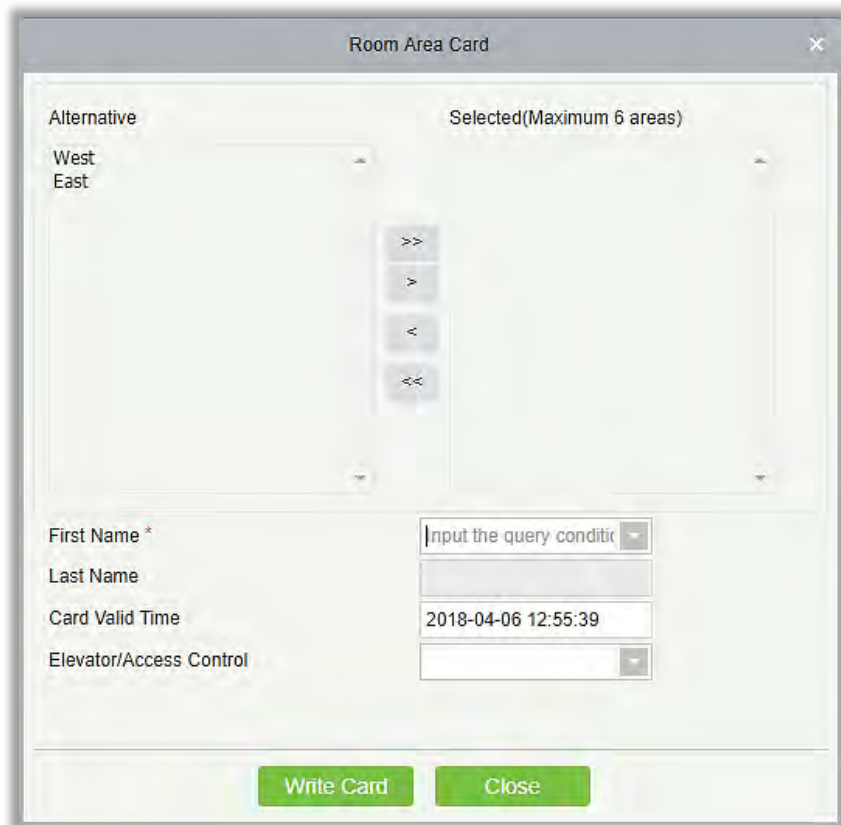 Room Area Card ×
Alternative Selected(Maximum 6 areas)
West
East
>>
>
<
<<
First Name * Input the query conditic
Last Name
Card Valid Time 2018-04-06 12:55:39
Elevator/Access Control
Write Card Close